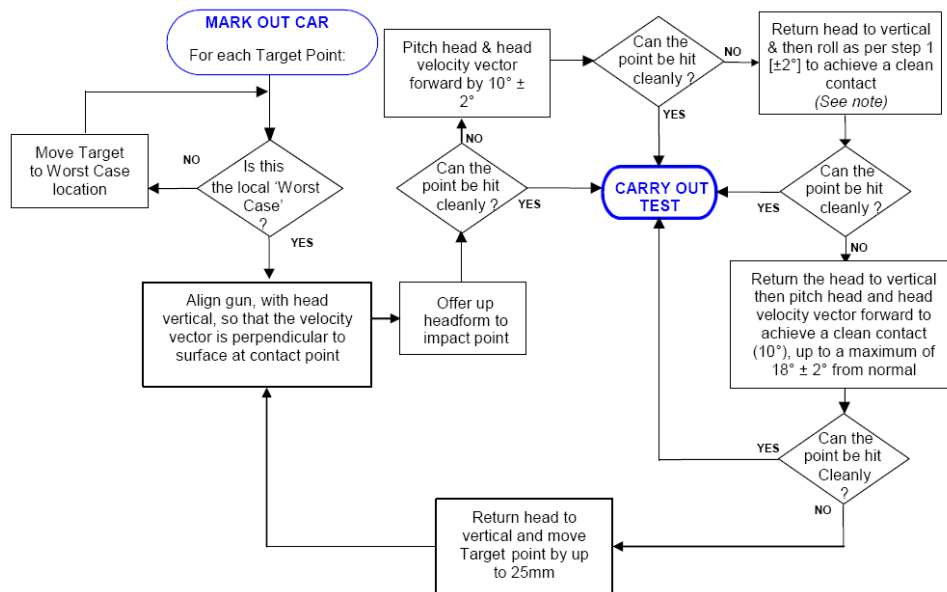 MARK OUT CAR
For each Target Point:
Is this
the local 'Worst
Case'
?
NO
Move Target
to Worst Case
location
YES
Align gun, with head
vertical, so that the velocity
vector is perpendicular to
surface at contact point
Offer up
headform to
impact point
Can the
point be hit
cleanly ?
YES
NO
Pitch head & head
velocity vector
forward by 10° ±
2°
Can the
point be hit
cleanly ?
YES
NO
CARRY OUT
TEST
Return head to vertical
& then roll as per step 1
[±2°] to achieve a clean
contact
(See note)
Can the
point be hit
cleanly ?
YES
NO
Return the head to vertical
then pitch head and head
velocity vector forward to
achieve a clean contact
(10°), up to a maximum of
18° ± 2° from normal
Can the
point be hit
Cleanly
?
YES
NO
Return head to
vertical and move
Target point by up
to 25mm